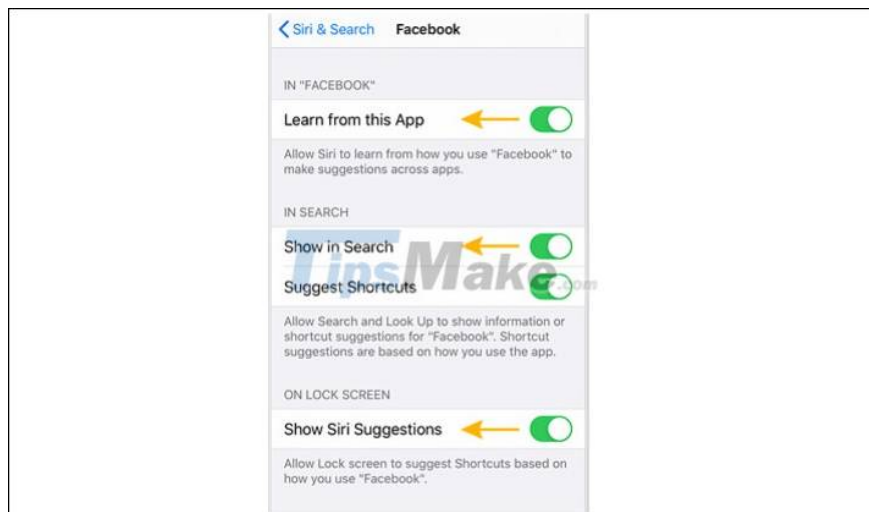 Siri & Search Facebook
IN "FACEBOOK"
Learn from this App
Allow Siri to learn from how you use "Facebook" to
make suggestions across apps.
IN SEARCH
Show in Search
TipsMake.com
Suggest Shortcuts
Allow Search and Look Up to show information or
shortcut suggestions for "Facebook". Shortcut
suggestions are based on how you use the app.
ON LOCK SCREEN
Show Siri Suggestions
Allow Lock screen to suggest Shortcuts based on
how you use "Facebook".